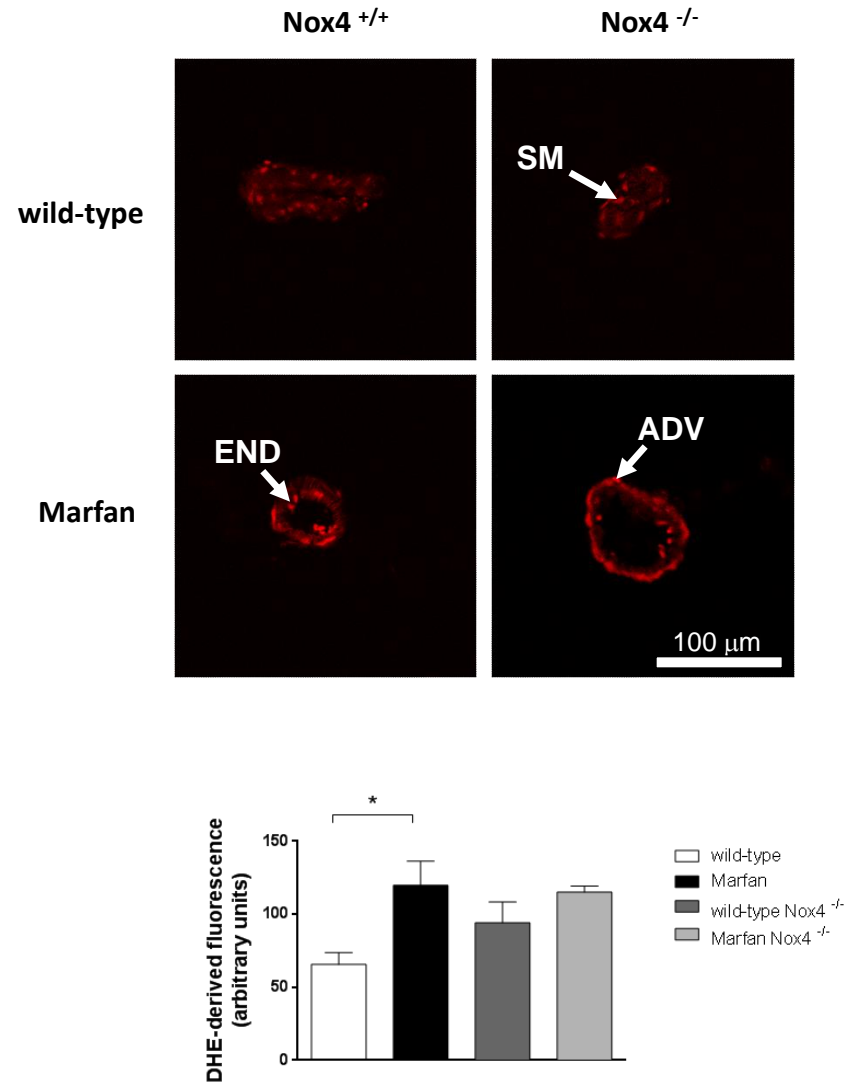 Nox4 +/+
Nox4 -/-
wild-type
SM
Marfan
END
ADV
100 μm
*
DHE-derived fluorescence
(arbitrary units)
150
100
50
0
wild-type
Marfan
wild-type Nox4 -/-
Marfan Nox4 -/-